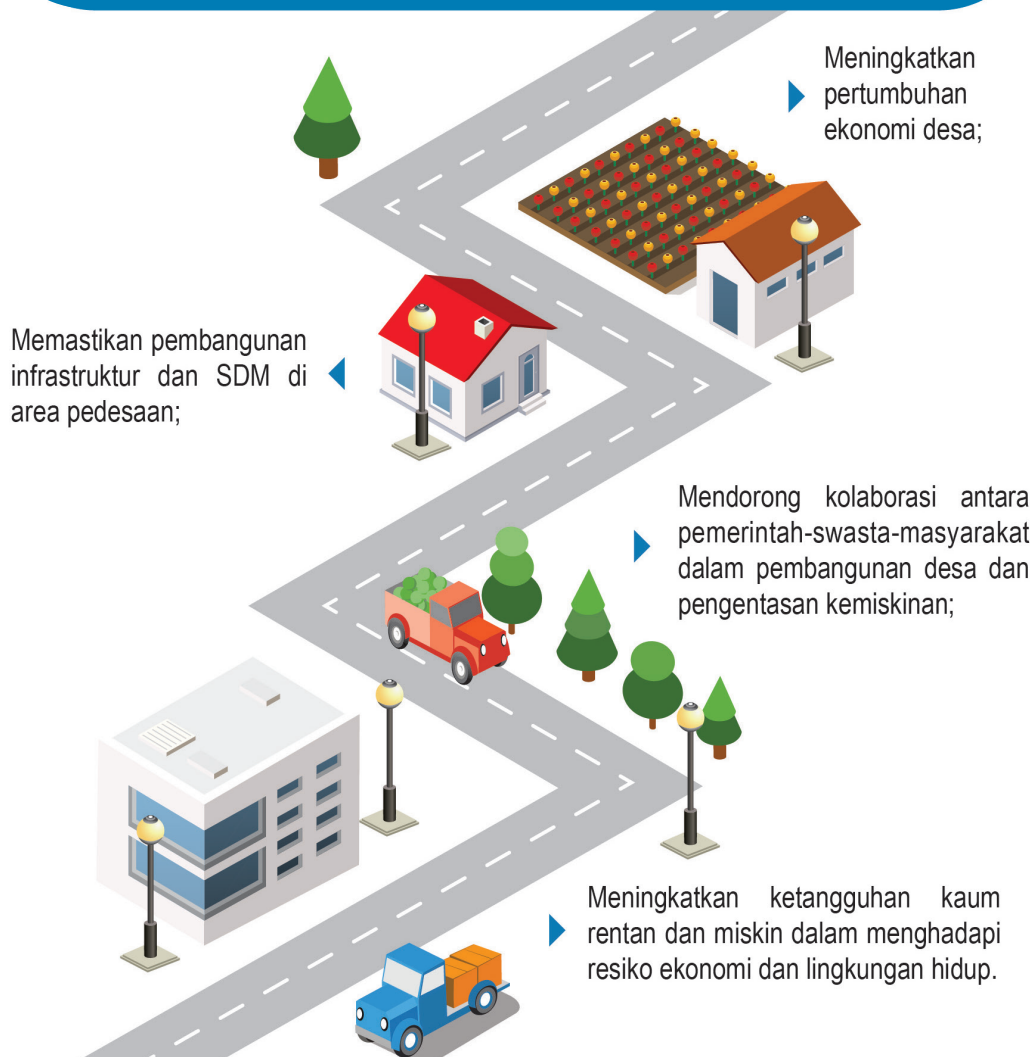 Meningkatkan
pertumbuhan
ekonomi desa;
Memastikan pembangunan
infrastruktur dan SDM di
area pedesaan;
Mendorong kolaborasi antara
pemerintah-swasta-masyarakat
dalam pembangunan desa dan
pengentasan kemiskinan;
Meningkatkan ketangguhan kaum
rentan dan miskin dalam menghadapi
resiko ekonomi dan lingkungan hidup.